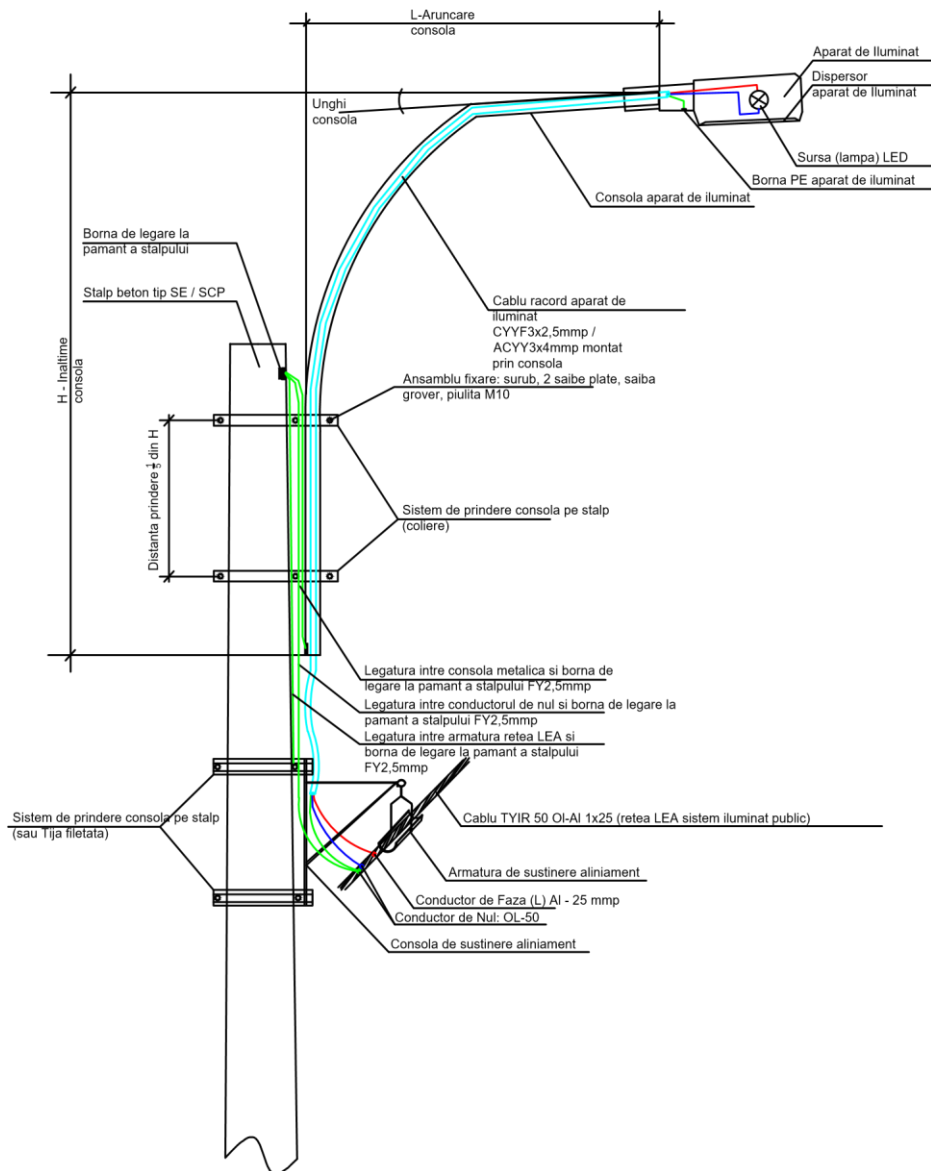 L-Aruncare
consola
Aparat de Iluminat
Dispersor
aparat de Iluminat
Unghi
consola
Sursa (lampa) LED
Borna PE aparat de iluminat
Consola aparat de iluminat
Borna de legare la
pamant a stalpului
Stalp beton tip SE / SCP
Cablu racord aparat de
iluminat
CYYF3x2,5mmp /
ACYY3x4mmp montat
prin consola
H - Inaltime
consola
Ansamblu fixare: surub, 2 saibe plate, saiba
grover, piulita M10
Distanta prindere 1/5 din H
Sistem de prindere consola pe stalp
(coliere)
Legatura intre consola metalica si borna de
legare la pamant a stalpului FY2,5mmp
Legatura intre conductorul de nul si borna de legare la
pamant a stalpului FY2,5mmp
Legatura intre armatura retea LEA si
borna de legare la pamant a stalpului
FY2,5mmp
Sistem de prindere consola pe stalp
(sau Tija filetata)
Cablu TYIR 50 Ol-Al 1x25 (retea LEA sistem iluminat public)
Armatura de sustinere aliniament
Conductor de Faza (L) Al - 25 mmp
Conductor de Nul: OL-50
Consola de sustinere aliniament